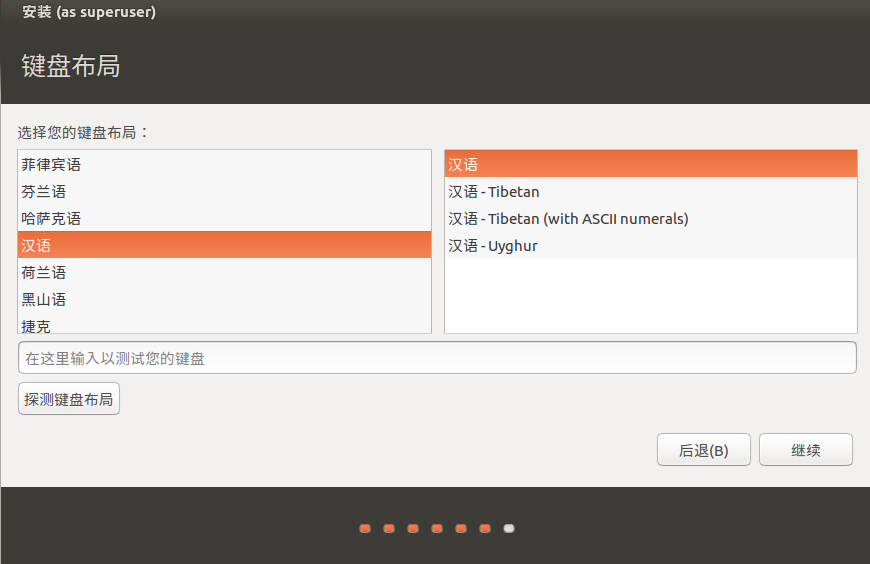 安装 (as superuser)
键盘布局
选择您的键盘布局：
菲律宾语
芬兰语
哈萨克语
汉语
荷兰语
黑山语
捷克
汉语
汉语 - Tibetan
汉语 - Tibetan (with ASCII numerals)
汉语 - Uyghur
在这里输入以测试您的键盘
探测键盘布局
后退(B)
继续